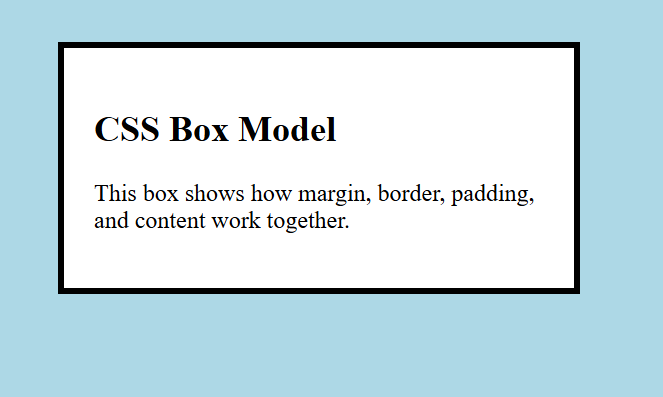 CSS Box Model
This box shows how margin, border, padding,
and content work together.